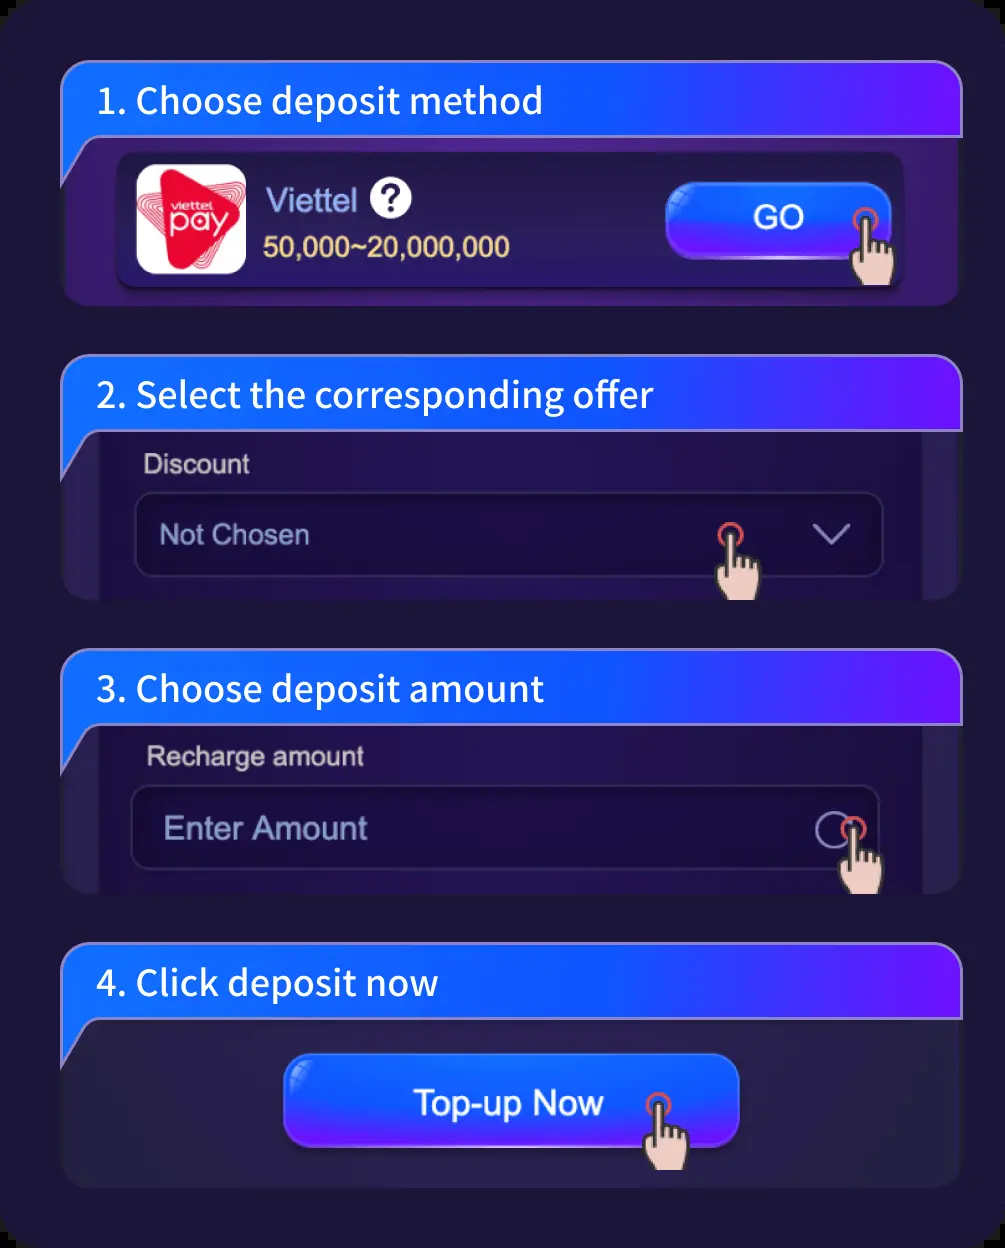 1. Choose deposit method
viettel
pay
Viettel ?
50,000~20,000,000
GO
2. Select the corresponding offer
Discount
Not Chosen
3. Choose deposit amount
Recharge amount
Enter Amount
4. Click deposit now
Top-up Now